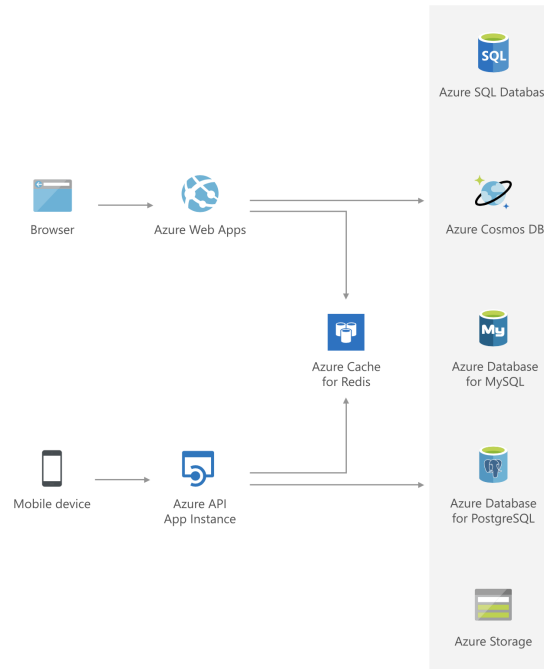 SQL
Azure SQL Databas
Browser
Azure Web Apps
Azure Cosmos DB
My
Azure Cache
for Redis
Azure Database
for MySQL
Mobile device
Azure API
App Instance
Azure Database
for PostgreSQL
Azure Storage